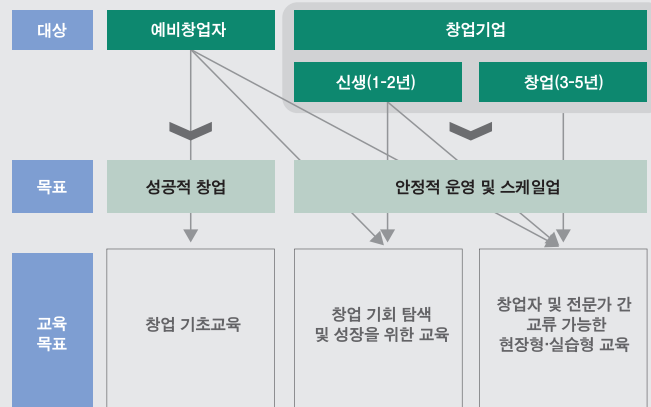 대상
예비창업자
창업기업
신생(1-2년)
창업(3-5년)
목표
성공적 창업
안정적 운영 및 스케일업
교육
목표
창업 기초교육
창업 기회 탐색
및 성장을 위한 교육
창업자 및 전문가 간
교류 가능한
현장형·실습형 교육